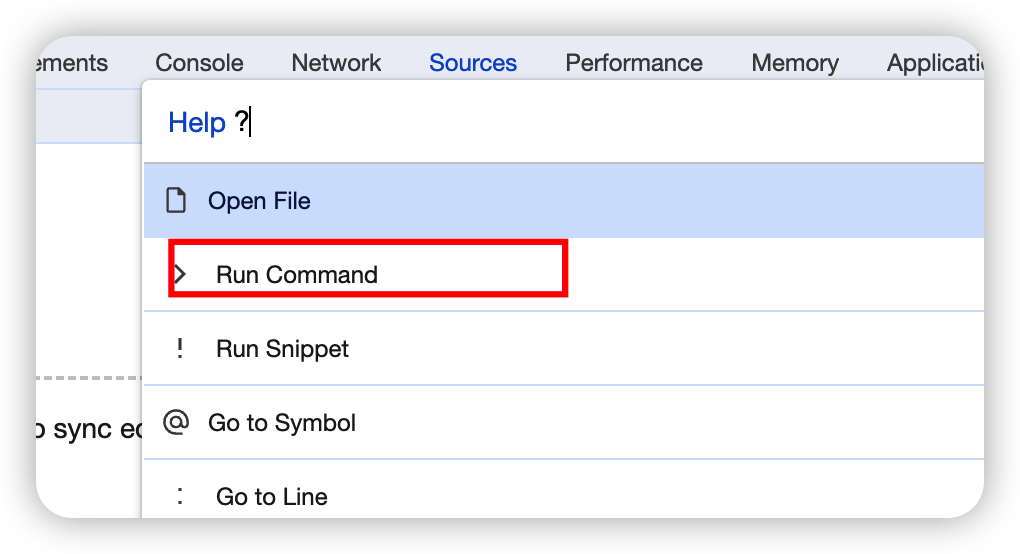 ements Console Network Sources Performance Memory Applicati
Help ?
Open File
> Run Command
! Run Snippet
@ Go to Symbol
: Go to Line
o sync ec